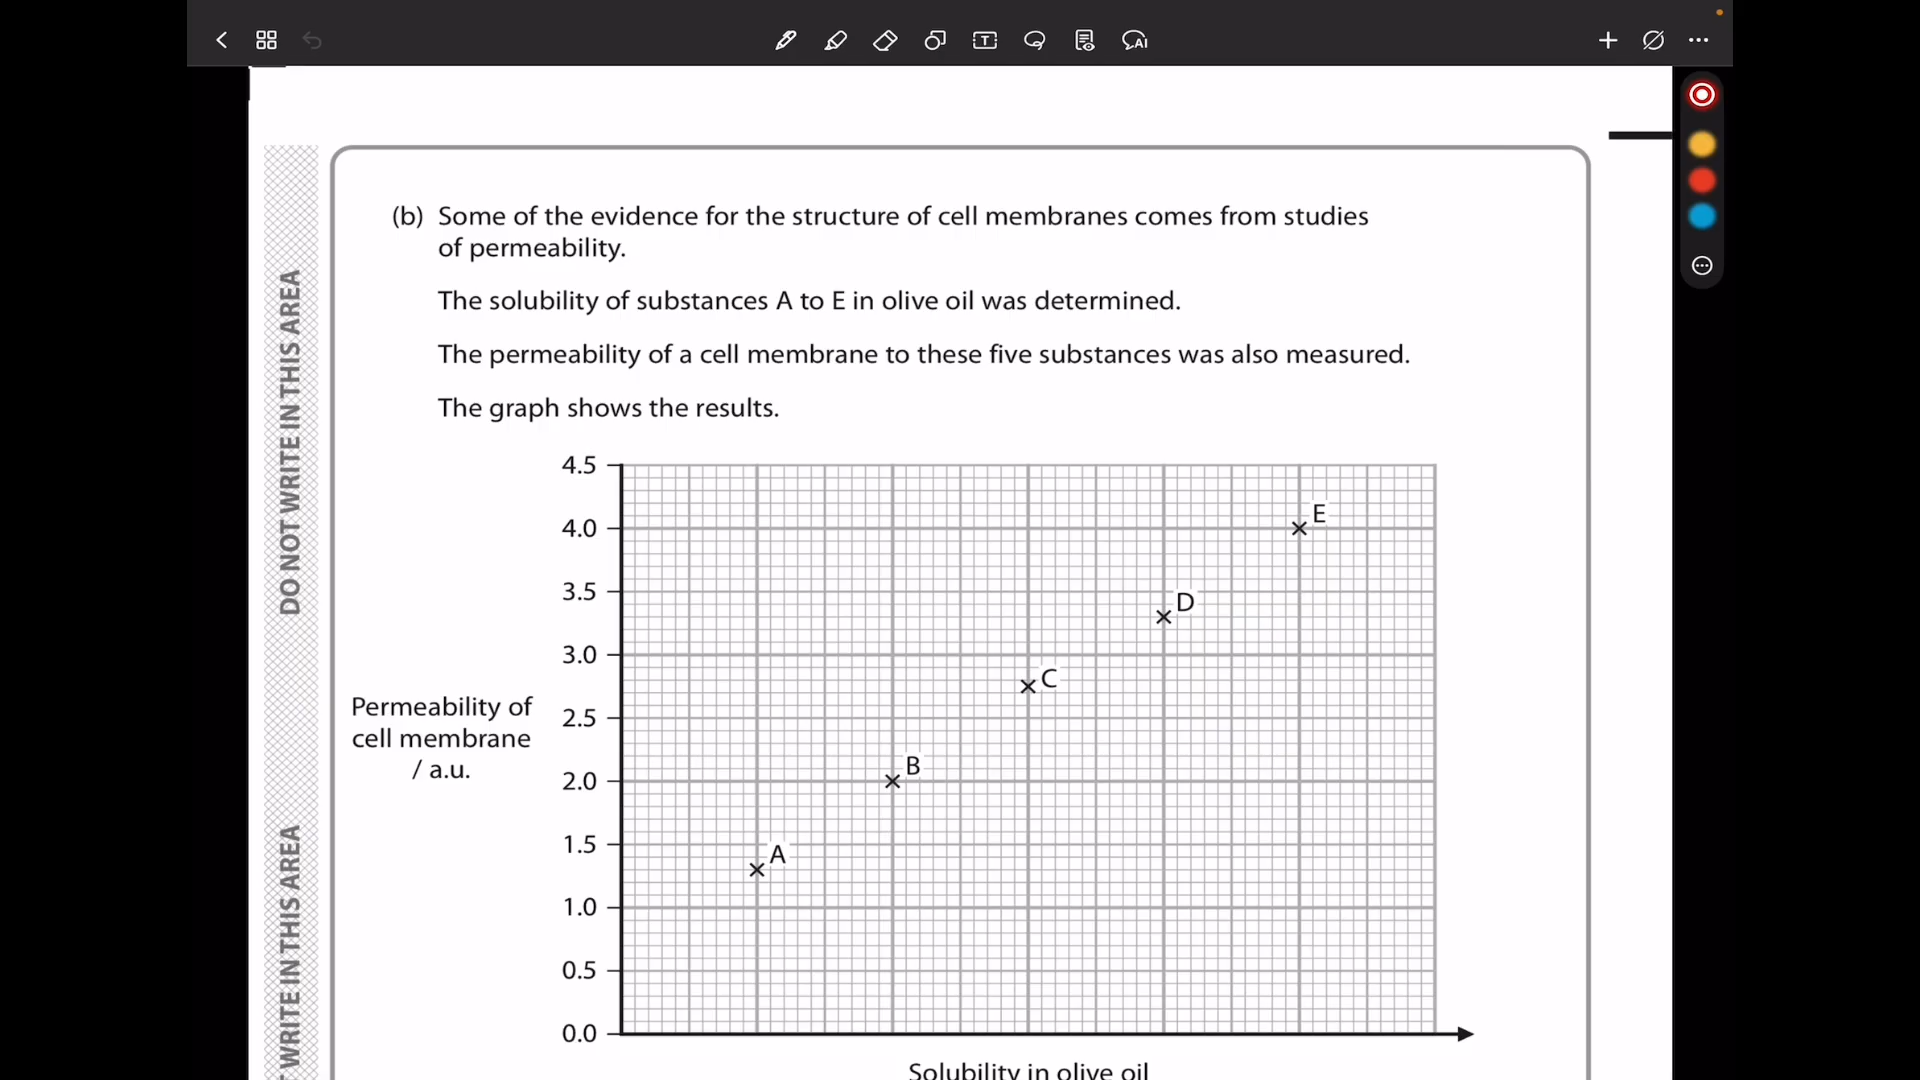 AI
T
(b) Some of the evidence for the structure of cell membranes comes from studies
of permeability.
The solubility of substances A to E in olive oil was determined.
The permeability of a cell membrane to these five substances was also measured.
The graph shows the results.
DO NOT WRITE IN THIS AREA
WRITE IN THIS AREA
4.5
4.0
3.5
3.0
2.5
2.0
1.5
1.0
0.5
0.0
E
D
C
B
A
Permeability of
cell membrane
/ a.u.
Solubility in olive oil